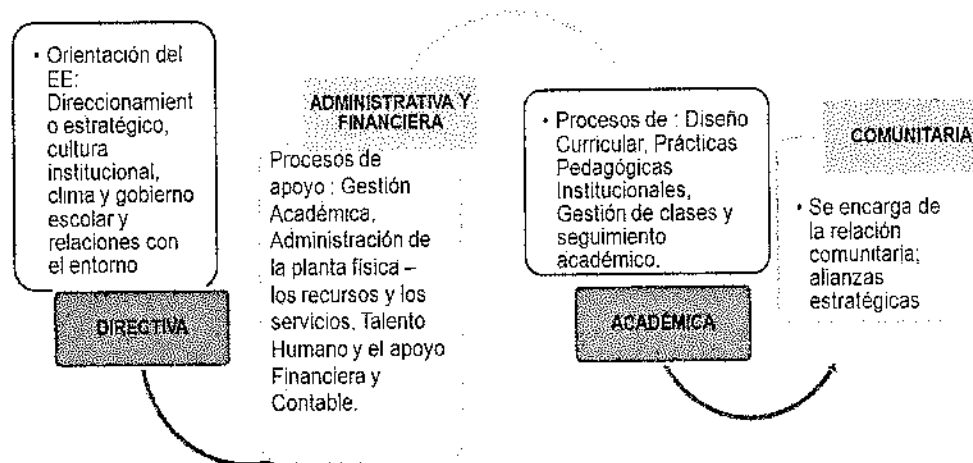 • Orientación del
EE:
Direccionamient
o estratégico,
cultura
institucional,
clima y gobierno
escolar y
relaciones con
el entorno
DIRECTIVA
ADMINISTRATIVA Y
FINANCIERA
Procesos de
apoyo : Gestión
Académica,
Administración de
la planta física –
los recursos y los
servicios, Talento
Humano y el apoyo
Financiera y
Contable.
• Procesos de : Diseño
Curricular, Prácticas
Pedagógicas
Institucionales,
Gestión de clases y
seguimiento
académico.
ACADÉMICA
COMUNITARIA
• Se encarga de
la relación
comunitaria;
alianzas
estratégicas